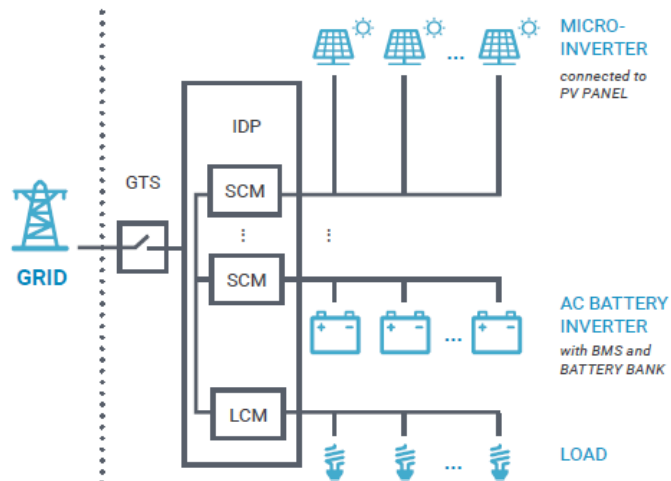 MICRO-
INVERTER
connected to
PV PANEL
IDP
GTS
SCM
...
GRID
SCM
AC BATTERY
INVERTER
with BMS and
BATTERY BANK
...
LCM
LOAD
...